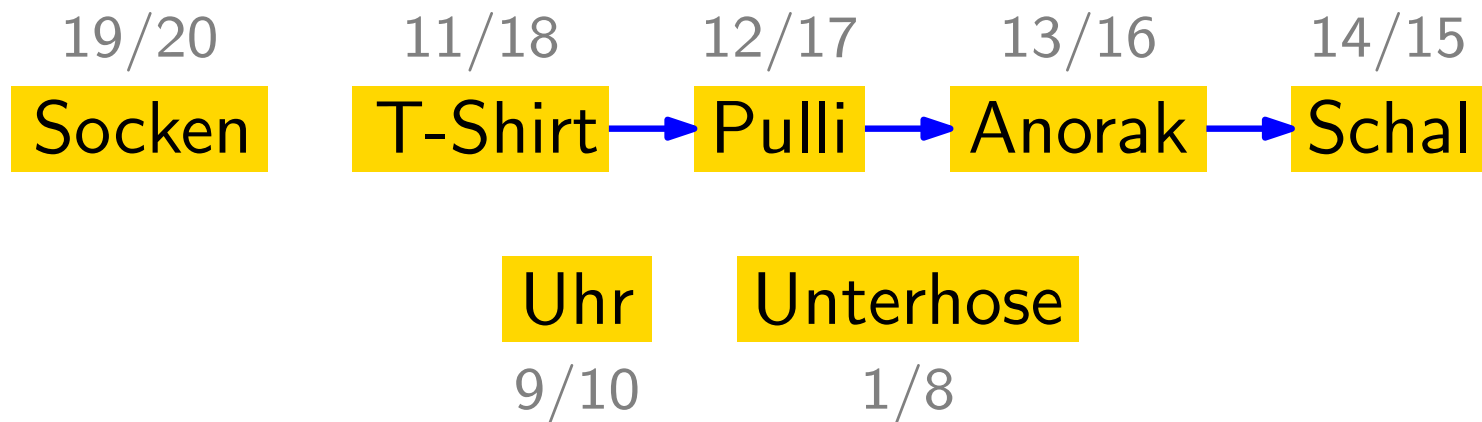 19/20 11/18 12/17 13/16 14/15
Socken T-Shirt Pulli Anorak Schal
Uhr Unterhose
9/10 1/8